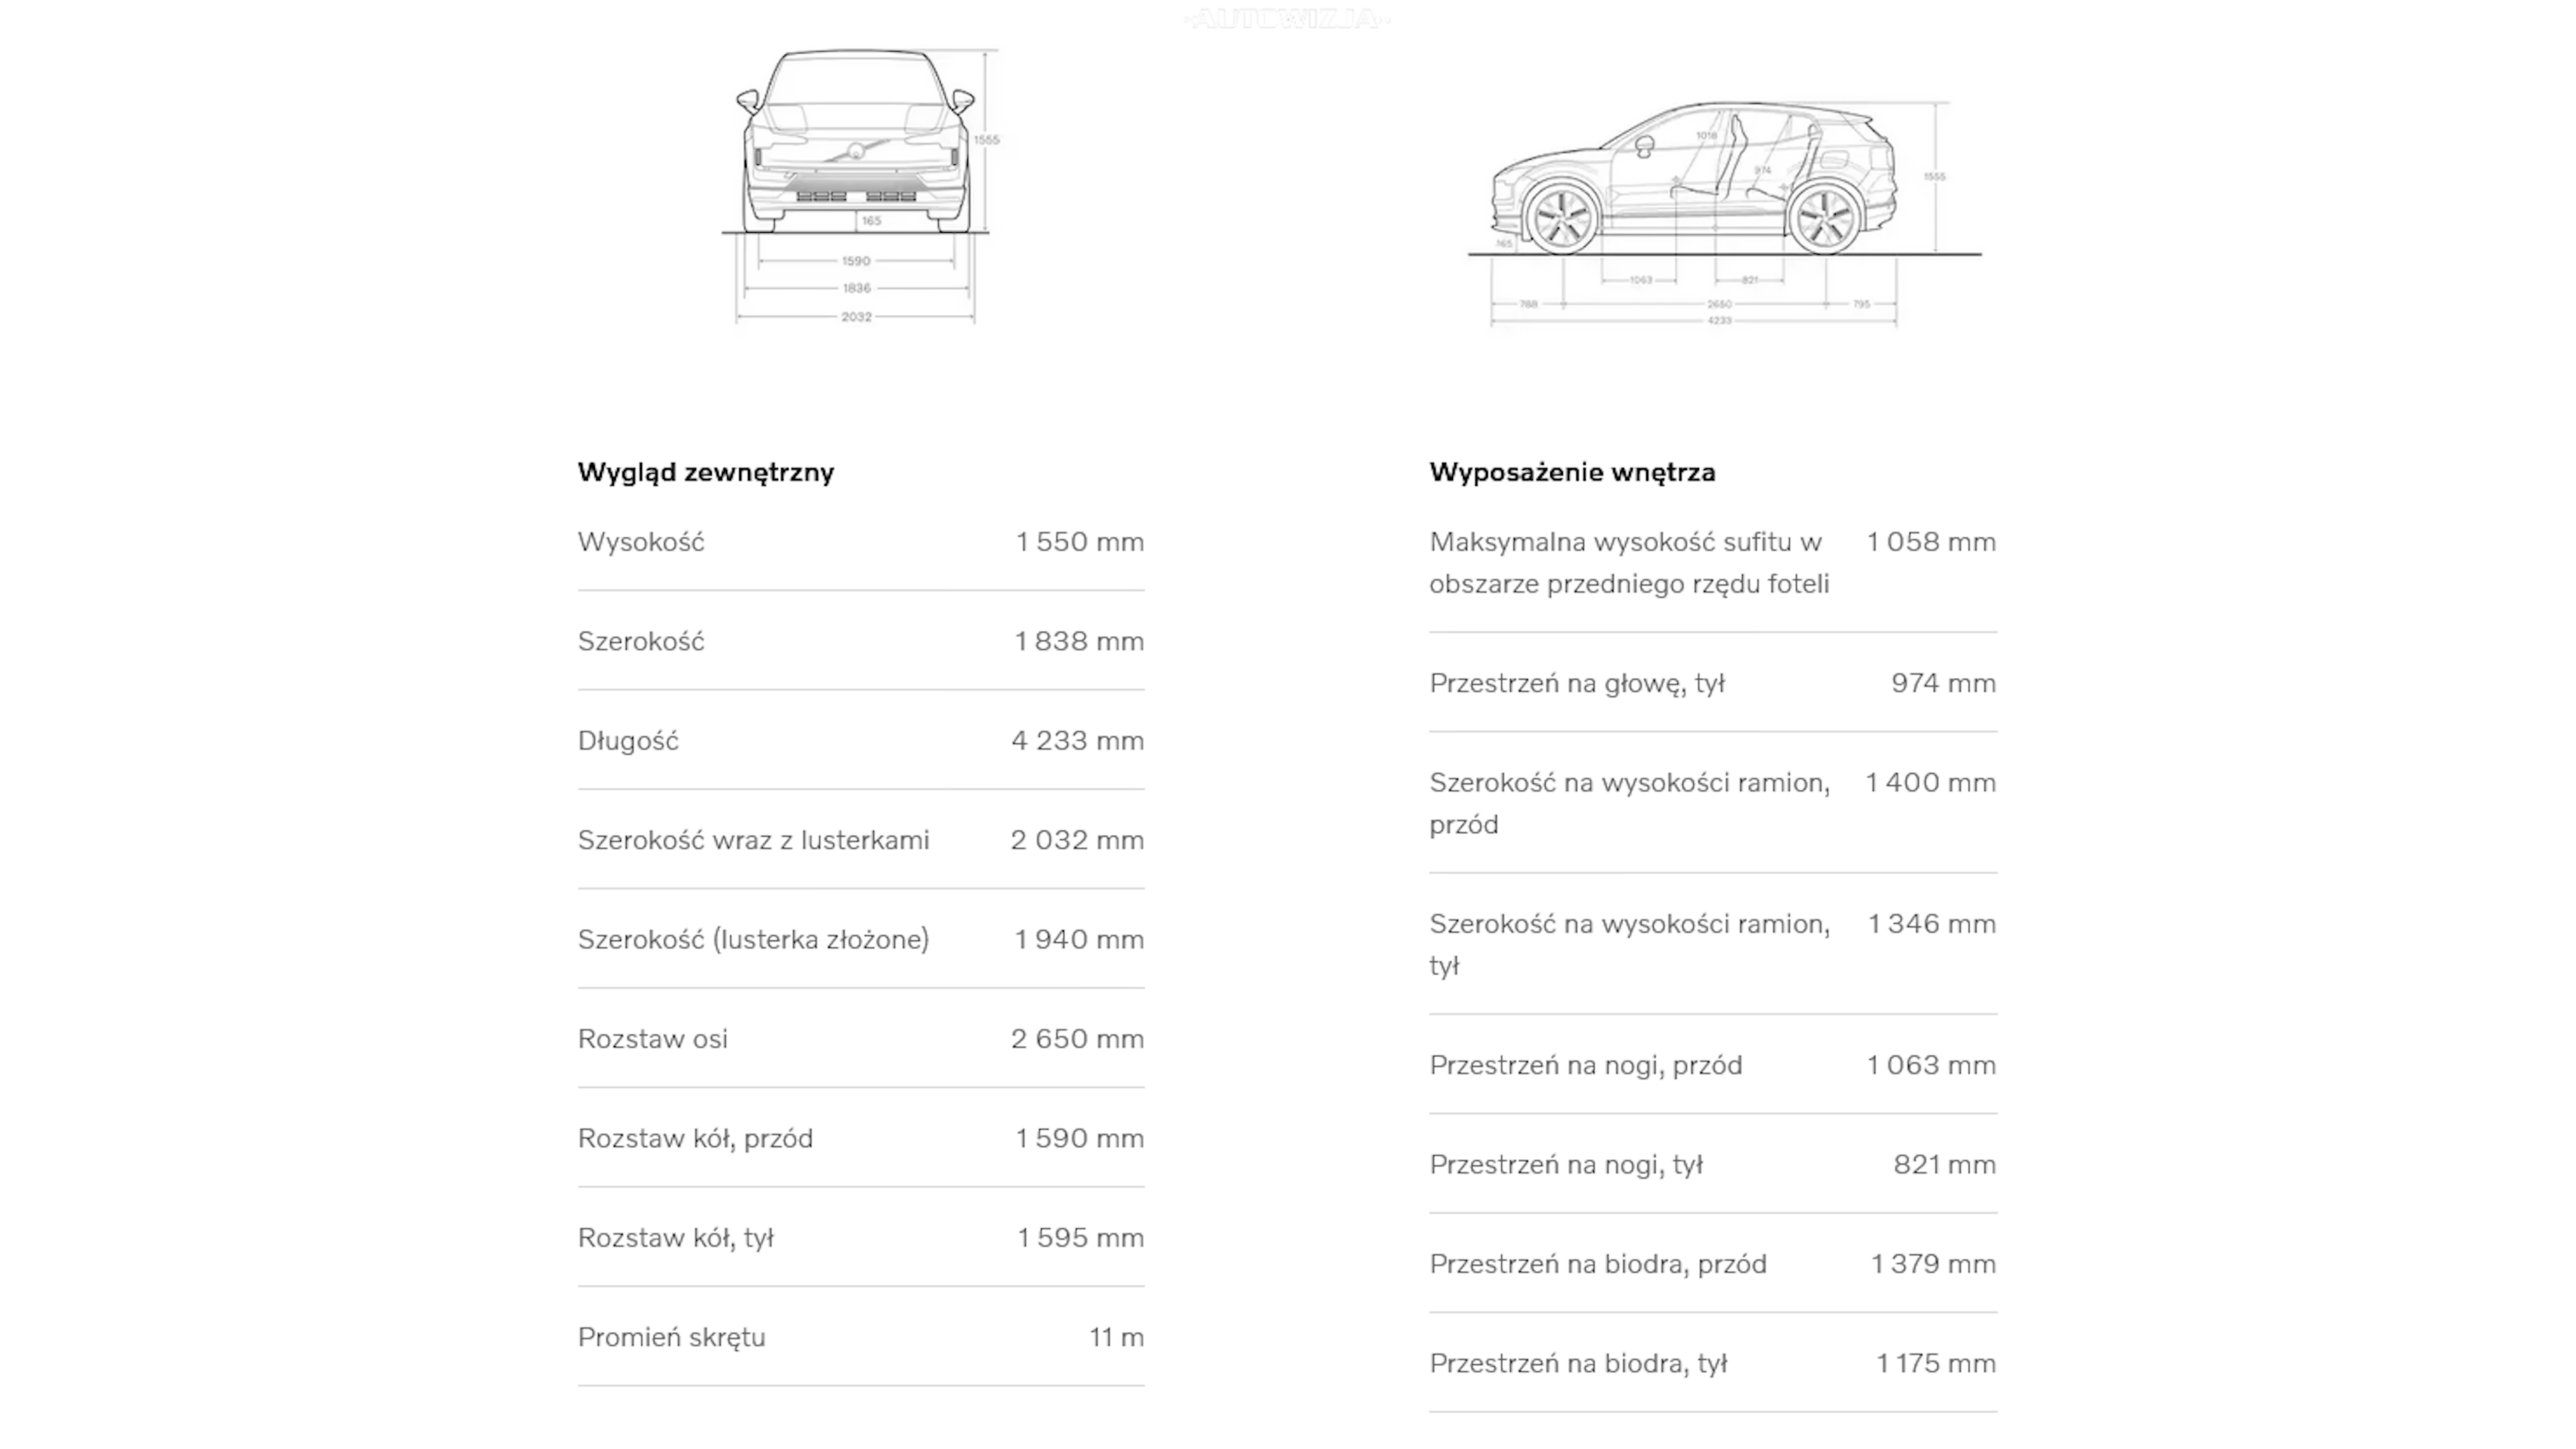 AUTOWIZJA
1555
165
1590
1836
2032
1018
974
1555
165
1063
821
788
2650
795
4233
Wygląd zewnętrzny
Wysokość 1 550 mm
Szerokość 1 838 mm
Długość 4 233 mm
Szerokość wraz z lusterkami 2 032 mm
Szerokość (lusterka złożone) 1 940 mm
Rozstaw osi 2 650 mm
Rozstaw kół, przód 1 590 mm
Rozstaw kół, tył 1 595 mm
Promień skrętu 11 m
Wyposażenie wnętrza
Maksymalna wysokość sufitu w 1 058 mm
obszarze przedniego rzędu foteli
Przestrzeń na głowę, tył 974 mm
Szerokość na wysokości ramion, 1 400 mm
przód
Szerokość na wysokości ramion, 1 346 mm
tył
Przestrzeń na nogi, przód 1 063 mm
Przestrzeń na nogi, tył 821 mm
Przestrzeń na biodra, przód 1 379 mm
Przestrzeń na biodra, tył 1 175 mm